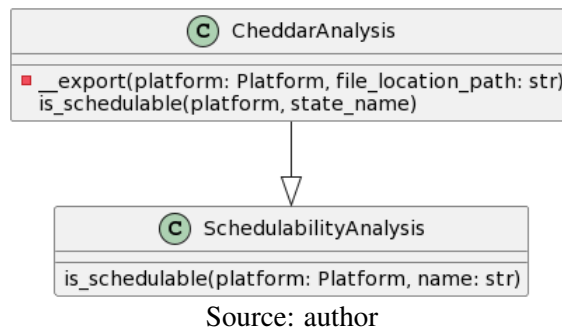 C CheddarAnalysis
__export(platform: Platform, file_location_path: str)
is_schedulable(platform, state_name)
C SchedulabilityAnalysis
is_schedulable(platform: Platform, name: str)
Source: author